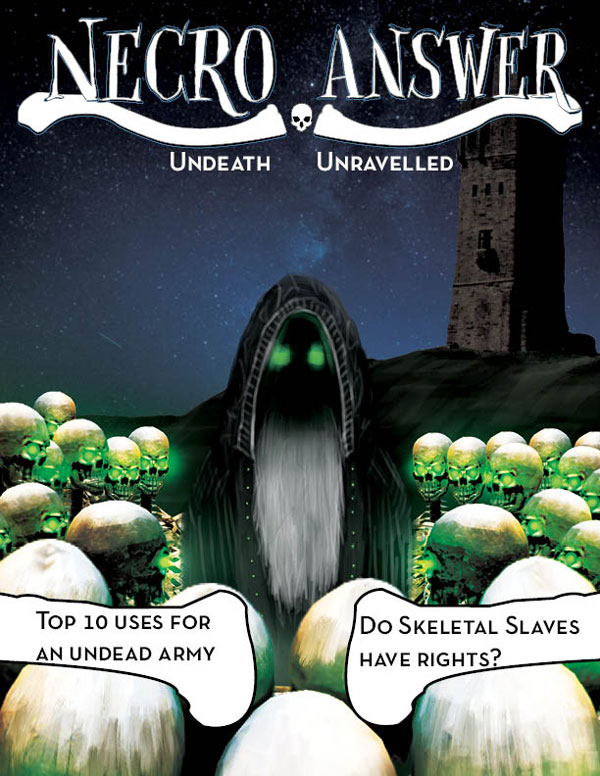 NECRO ANSWER
UNDEATH UNRAVELLED
TOP 10 USES FOR
AN UNDEAD ARMY
DO SKELETAL SLAVES
HAVE RIGHTS?